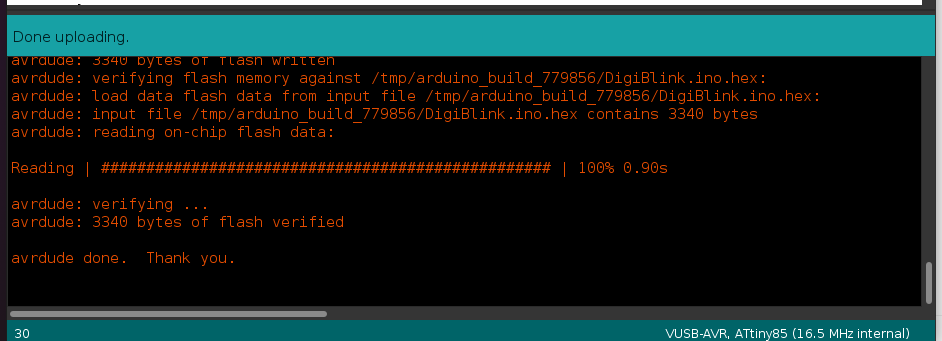 Done uploading.
avrdude: 3340 bytes of flash written
avrdude: verifying flash memory against /tmp/arduino_build_779856/DigiBlink.ino.hex:
avrdude: load data flash data from input file /tmp/arduino_build_779856/DigiBlink.ino.hex:
avrdude: input file /tmp/arduino_build_779856/DigiBlink.ino.hex contains 3340 bytes
avrdude: reading on-chip flash data:
Reading | ################################################## | 100% 0.90s
avrdude: verifying ...
avrdude: 3340 bytes of flash verified
avrdude done.  Thank you.
30 VUSB-AVR, ATtiny85 (16.5 MHz internal)